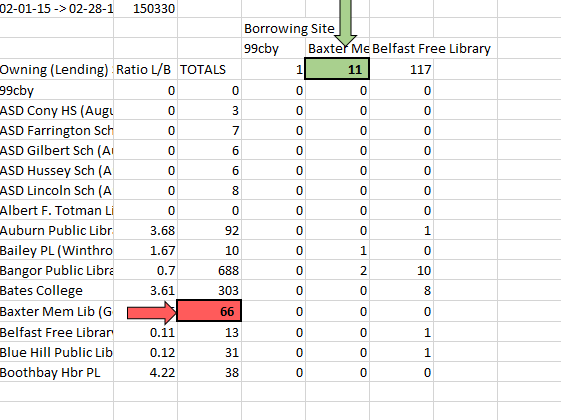 02-01-15 -> 02-28-1 150330
Borrowing Site
99cby Baxter Me Belfast Free Library
Owning (Lending) Ratio L/B TOTALS 1 11 117
99cby 0 0 0 0 0
ASD Cony HS (Augu 0 3 0 0 0
ASD Farrington Sch 0 7 0 0 0
ASD Gilbert Sch (Au 0 6 0 0 0
ASD Hussey Sch (A 0 6 0 0 0
ASD Lincoln Sch (A 0 8 0 0 0
Albert F. Totman Li 0 0 0 0 0
Auburn Public Libr 3.68 92 0 0 1
Bailey PL (Winthro 1.67 10 0 1 0
Bangor Public Libra 0.7 688 0 2 10
Bates College 3.61 303 0 0 8
Baxter Mem Lib (G 66 0 0 0
Belfast Free Library 0.11 13 0 0 1
Blue Hill Public Lib 0.12 31 0 0 1
Boothbay Hbr PL 4.22 38 0 0 0